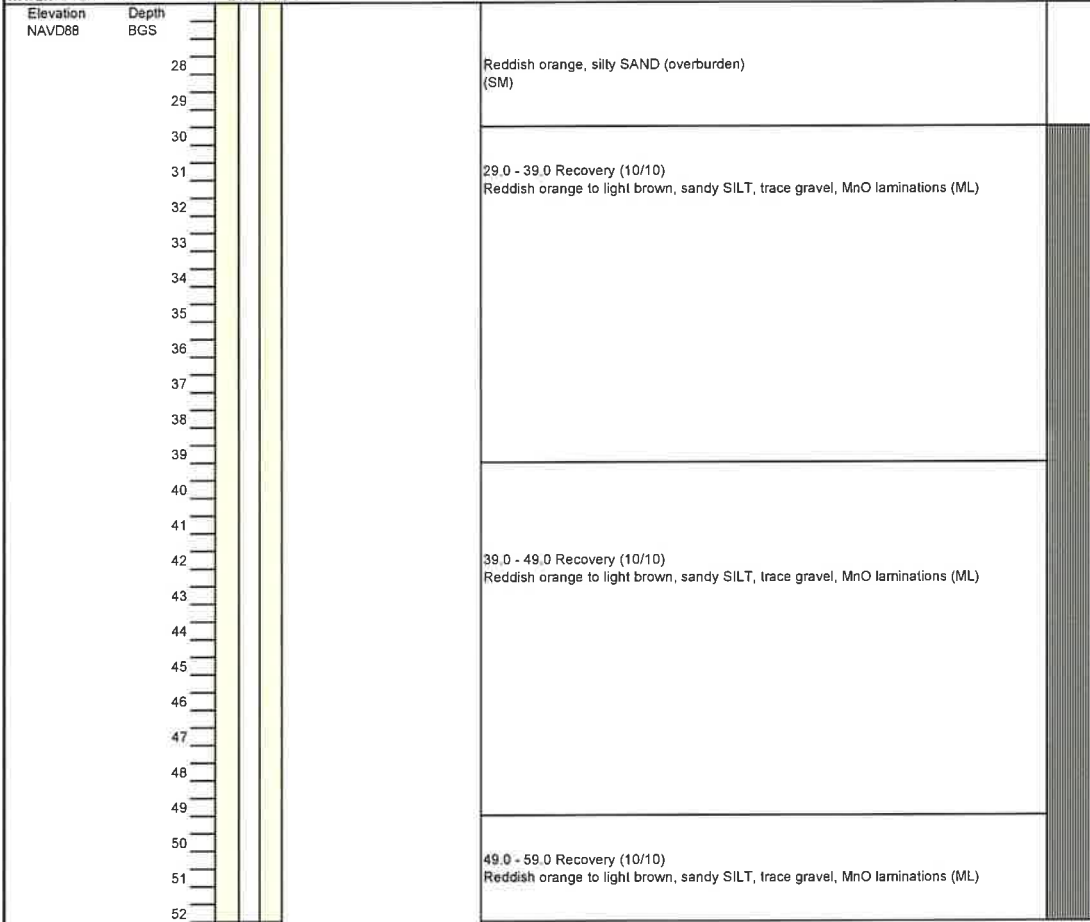 Elevation Depth
NAVD88 BGS
28
Reddish orange, silty SAND (overburden)
(SM)
29
30
31
29.0 - 39.0 Recovery (10/10)
Reddish orange to light brown, sandy SILT, trace gravel, MnO laminations (ML)
32
33
34
35
36
37
38
39
40
41
42
39.0 - 49.0 Recovery (10/10)
Reddish orange to light brown, sandy SILT, trace gravel, MnO laminations (ML)
43
44
45
46
47
48
49
50
49.0 - 59.0 Recovery (10/10)
51
Reddish orange to light brown, sandy SILT, trace gravel, MnO laminations (ML)
52